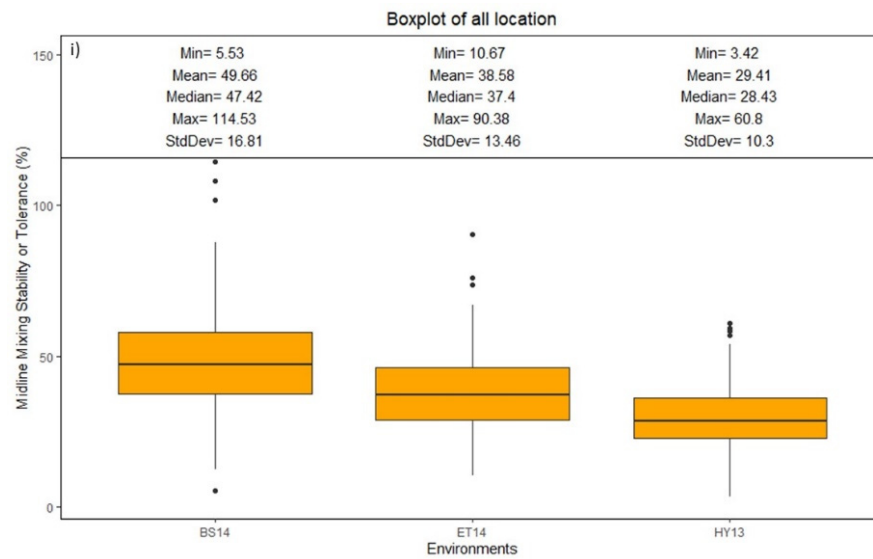 Boxplot of all location
i)
Min= 5.53
Mean= 49.66
Median= 47.42
Max= 114.53
StdDev= 16.81
Min= 10.67
Mean= 38.58
Median= 37.4
Max= 90.38
StdDev= 13.46
Min= 3.42
Mean= 29.41
Median= 28.43
Max= 60.8
StdDev= 10.3
Midline Mixing Stability or Tolerance (%)
150
100
50
0
BS14
ET14
HY13
Environments